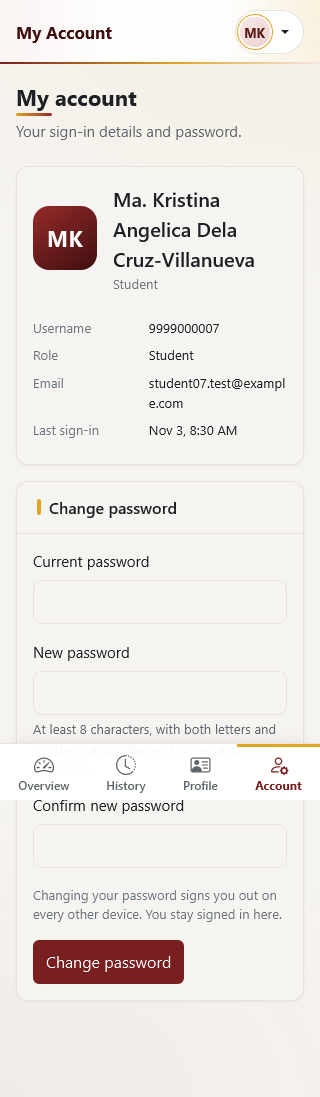 My Account
MK
My account
Your sign-in details and password.
MK
Ma. Kristina
Angelica Dela
Cruz-Villanueva
Student
Username 9999000007
Role Student
Email student07.test@exampl
e.com
Last sign-in Nov 3, 8:30 AM
Change password
Current password
New password
At least 8 characters, with both letters and
Overview History Profile Account
Confirm new password
Changing your password signs you out on
every other device. You stay signed in here.
Change password